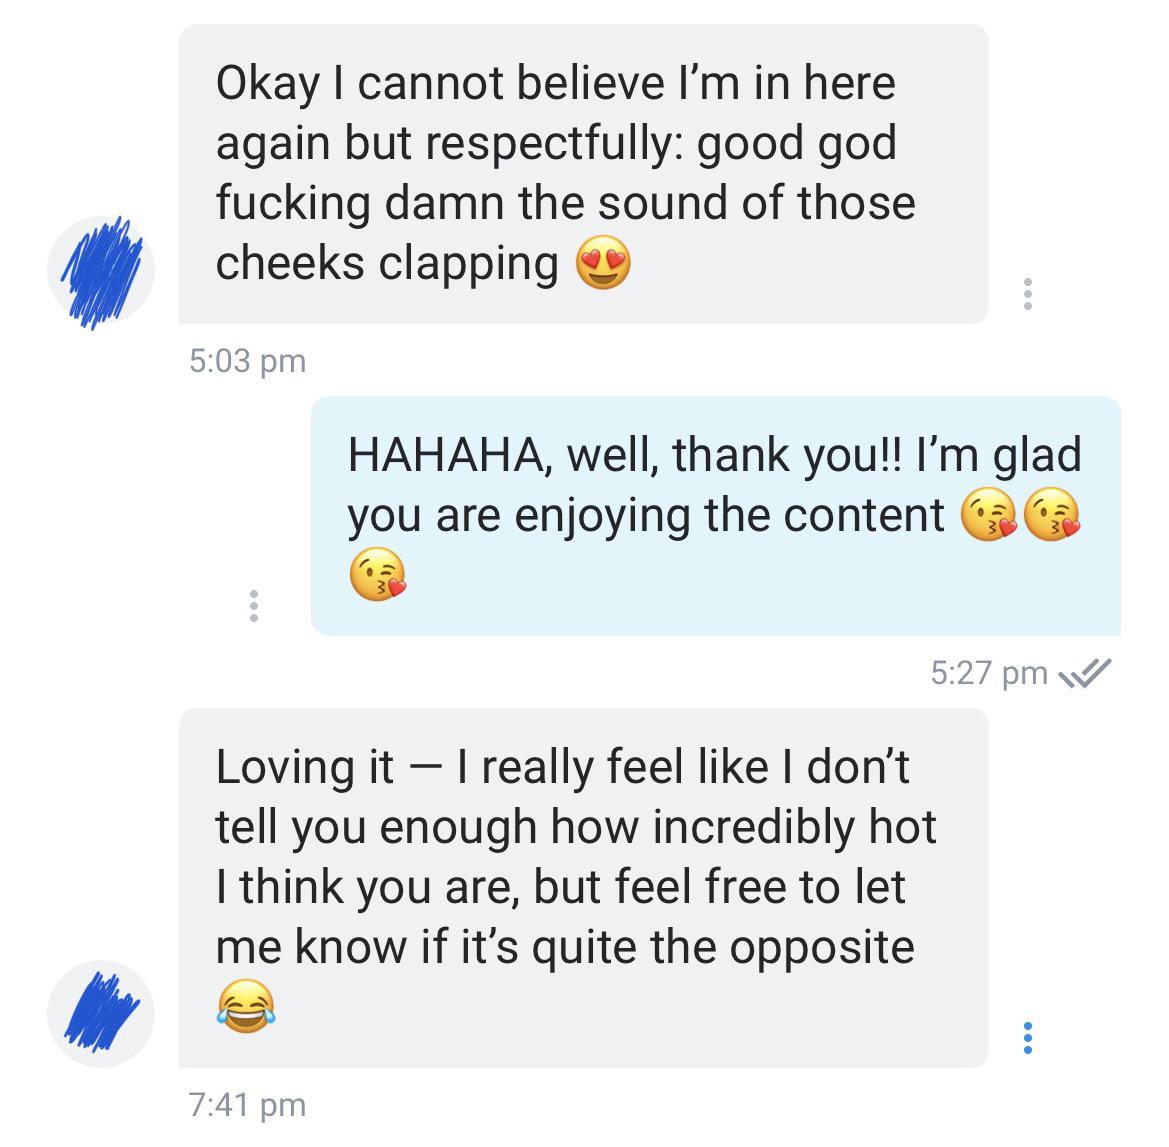 Okay I cannot believe I’m in here
again but respectfully: good god
fucking damn the sound of those
cheeks clapping 😍
5:03 pm
HAHAHA, well, thank you!! I’m glad
you are enjoying the content 😘😘
😘
5:27 pm
Loving it — I really feel like I don’t
tell you enough how incredibly hot
I think you are, but feel free to let
me know if it’s quite the opposite
😂
7:41 pm